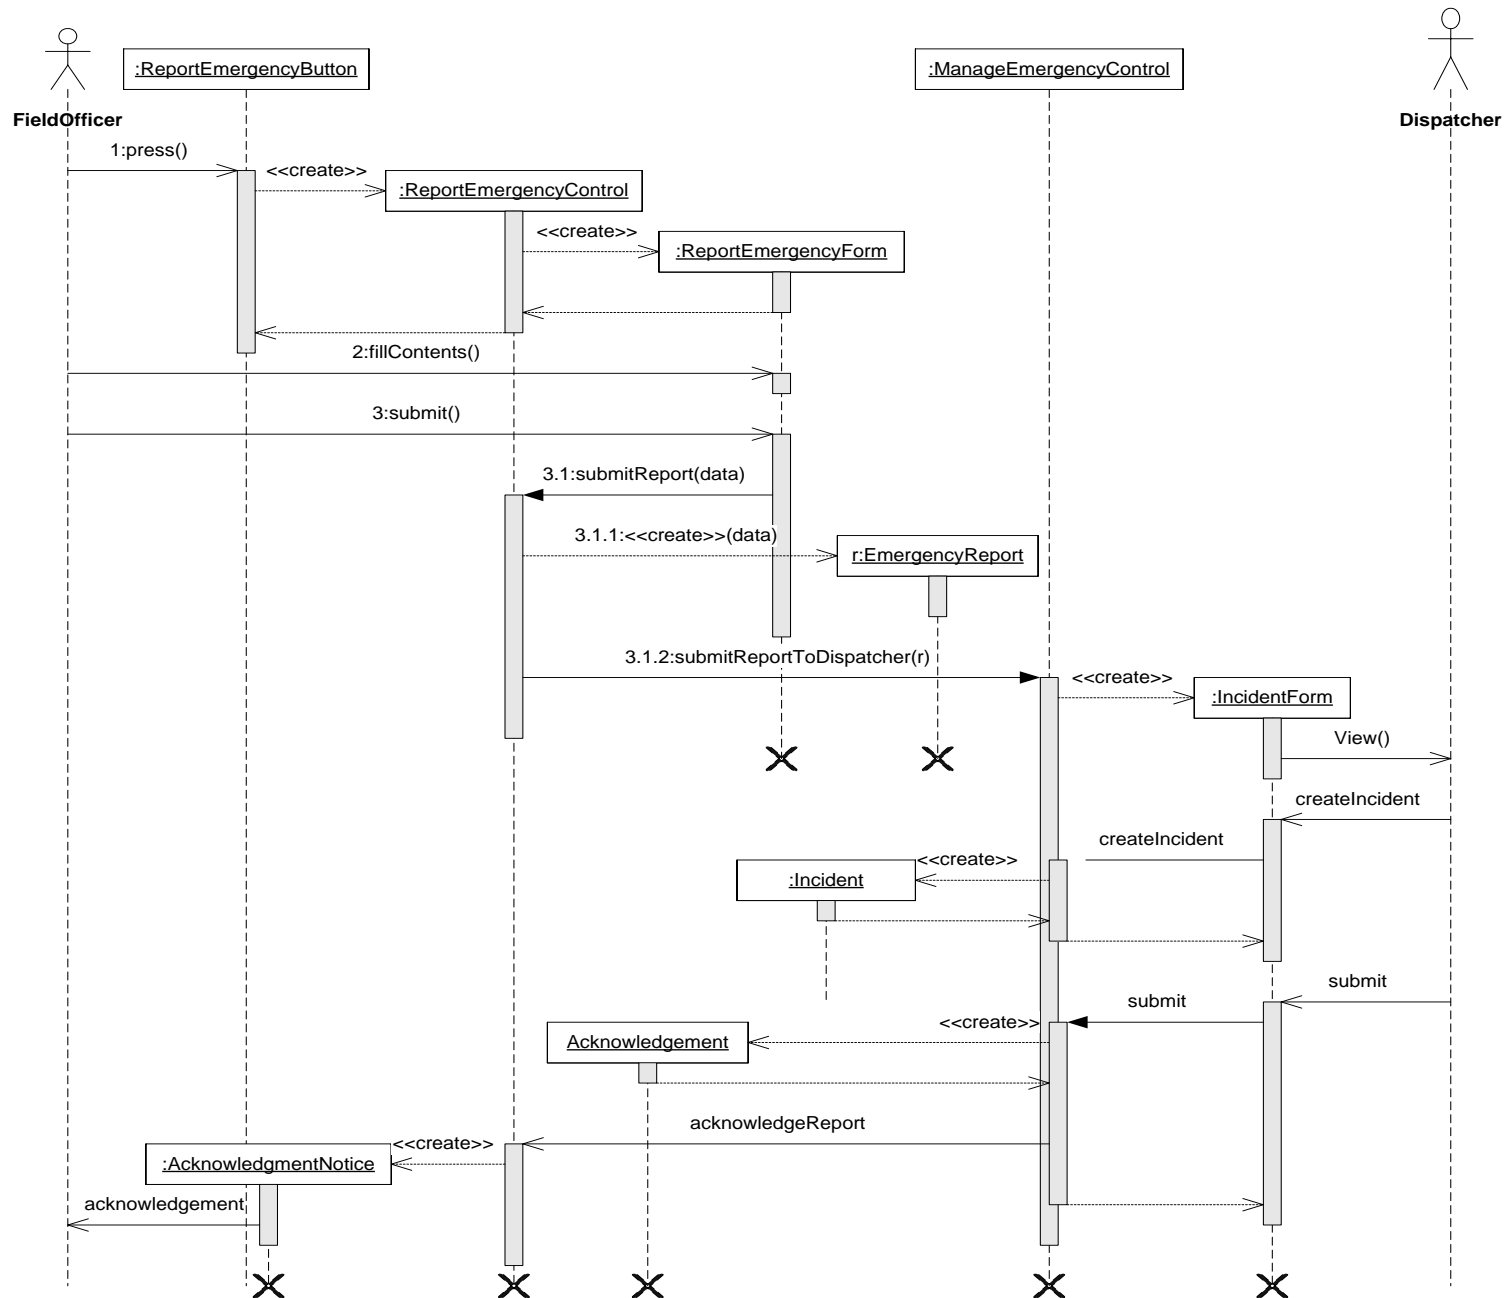 :ReportEmergencyButton
:ManageEmergencyControl
FieldOfficer
Dispatcher
1:press()
<<create>>
:ReportEmergencyControl
<<create>>
:ReportEmergencyForm
2:fillContents()
3:submit()
3.1:submitReport(data)
3.1.1:<<create>>(data)
r:EmergencyReport
3.1.2:submitReportToDispatcher(r)
<<create>>
:IncidentForm
View()
createIncident
createIncident
<<create>>
:Incident
submit
submit
<<create>>
Acknowledgement
acknowledgeReport
<<create>>
:AcknowledgmentNotice
acknowledgement